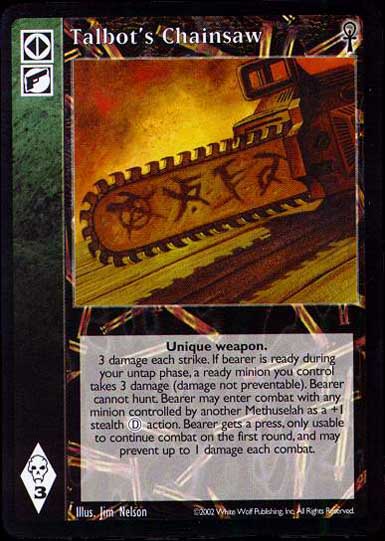 Talbot's Chainsaw
Unique weapon.
3 damage each strike. If bearer is ready during
your untap phase, a ready minion you control
takes 3 damage (damage not preventable). Bearer
cannot hunt. Bearer may enter combat with any
minion controlled by another Methuselah as a +1
stealth Ⓓ action. Bearer gets a press, only usable
to continue combat on the first round, and may
prevent up to 1 damage each combat.
3
Illus. Jim Nelson
©2002 White Wolf Publishing, Inc. All Rights Reserved.